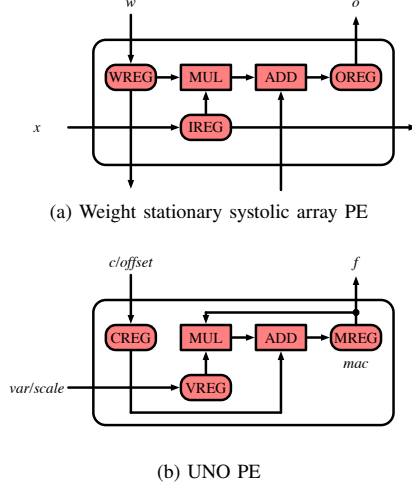 w o
WREG MUL ADD OREG
x IREG
(a) Weight stationary systolic array PE
c/offset f
CREG MUL ADD MREG
mac
var/scale VREG
(b) UNO PE